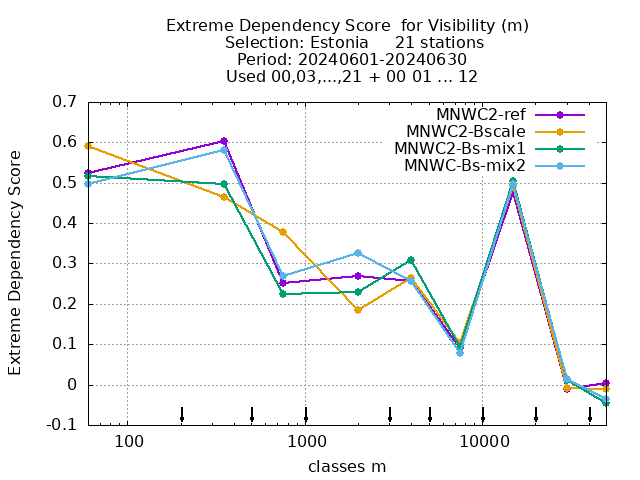 Extreme Dependency Score  for Visibility (m)
Selection: Estonia     21 stations
Period: 20240601-20240630
Used 00,03,...,21 + 00 01 ... 12
MNWC2-ref
MNWC2-Bscale
MNWC2-Bs-mix1
MNWC-Bs-mix2
Extreme Dependency Score
0.7
0.6
0.5
0.4
0.3
0.2
0.1
0
-0.1
100 1000 10000
classes m